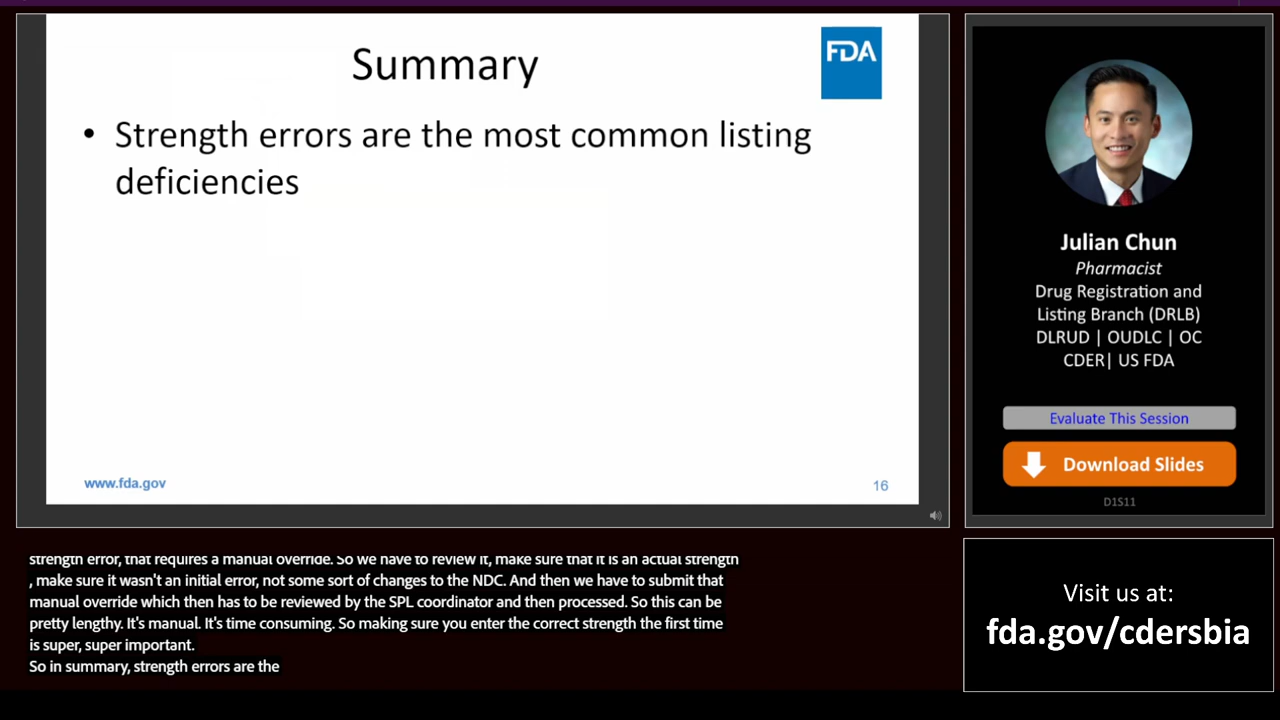 Summary
FDA
• Strength errors are the most common listing
deficiencies
www.fda.gov
16
Julian Chun
Pharmacist
Drug Registration and
Listing Branch (DRLB)
DLRUD | OUDLC | OC
CDER| US FDA
Evaluate This Session
Download Slides
D1S11
strength error, that requires a manual override. So we have to review it, make sure that it is an actual strength
, make sure it wasn't an initial error, not some sort of changes to the NDC. And then we have to submit that
manual override which then has to be reviewed by the SPL coordinator and then processed. So this can be
pretty lengthy. It's manual. It's time consuming. So making sure you enter the correct strength the first time
is super, super important.
So in summary, strength errors are the
Visit us at:
fda.gov/cdersbia